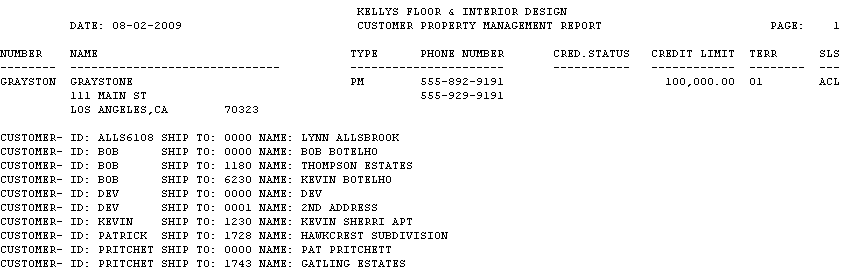 KELLYS FLOOR & INTERIOR DESIGN
DATE: 08-02-2009 CUSTOMER PROPERTY MANAGEMENT REPORT PAGE: 1
NUMBER NAME TYPE PHONE NUMBER CRED.STATUS CREDIT LIMIT TERR SLS
-------- ------------------------------ ---------------------- ----------- ------------ -------- ---
GRAYSTON GRAYSTONE PM 555-892-9191 100,000.00 01 ACL
111 MAIN ST 555-929-9191
LOS ANGELES,CA 70323
CUSTOMER- ID: ALLS6108 SHIP TO: 0000 NAME: LYNN ALLSBROOK
CUSTOMER- ID: BOB SHIP TO: 0000 NAME: BOB BOTELHO
CUSTOMER- ID: BOB SHIP TO: 1180 NAME: THOMPSON ESTATES
CUSTOMER- ID: BOB SHIP TO: 6230 NAME: KEVIN BOTELHO
CUSTOMER- ID: DEV SHIP TO: 0000 NAME: DEV
CUSTOMER- ID: DEV SHIP TO: 0001 NAME: 2ND ADDRESS
CUSTOMER- ID: KEVIN SHIP TO: 1230 NAME: KEVIN SHERRI APT
CUSTOMER- ID: PATRICK SHIP TO: 1728 NAME: HAWKCREST SUBDIVISION
CUSTOMER- ID: PRITCHET SHIP TO: 0000 NAME: PAT PRITCHETT
CUSTOMER- ID: PRITCHET SHIP TO: 1743 NAME: GATLING ESTATES